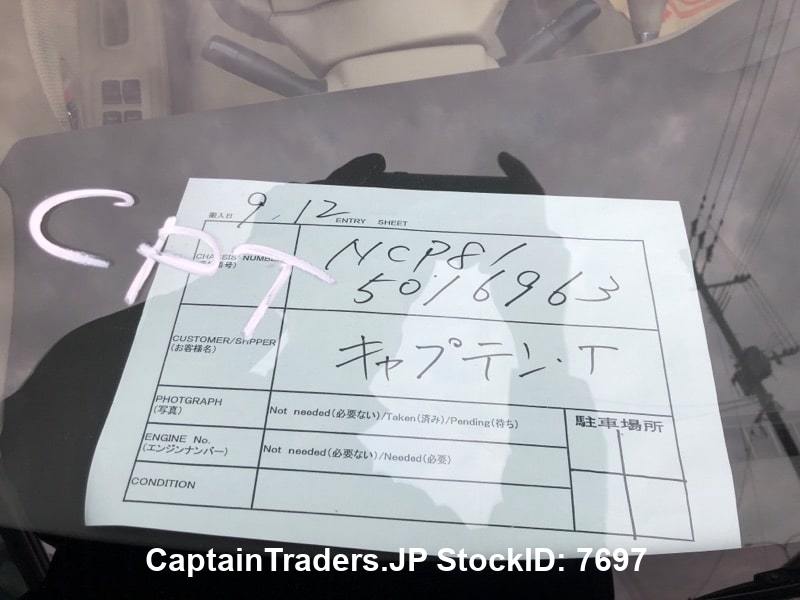 CPT
搬入日 9.12 ENTRY SHEET
CHASSIS NUMBER
番号)
NCP81
5016963
CUSTOMER/SHPPER
(お客様名)
キャプテン・T
PHOTGRAPH
(写真)
Not needed(必要ない)/Taken(済み)/Pending(待ち)
駐車場所
ENGINE No.
(エンジンナンバー)
Not needed(必要ない)/Needed(必要)
CONDITION
CaptainTraders.JP StockID: 7697